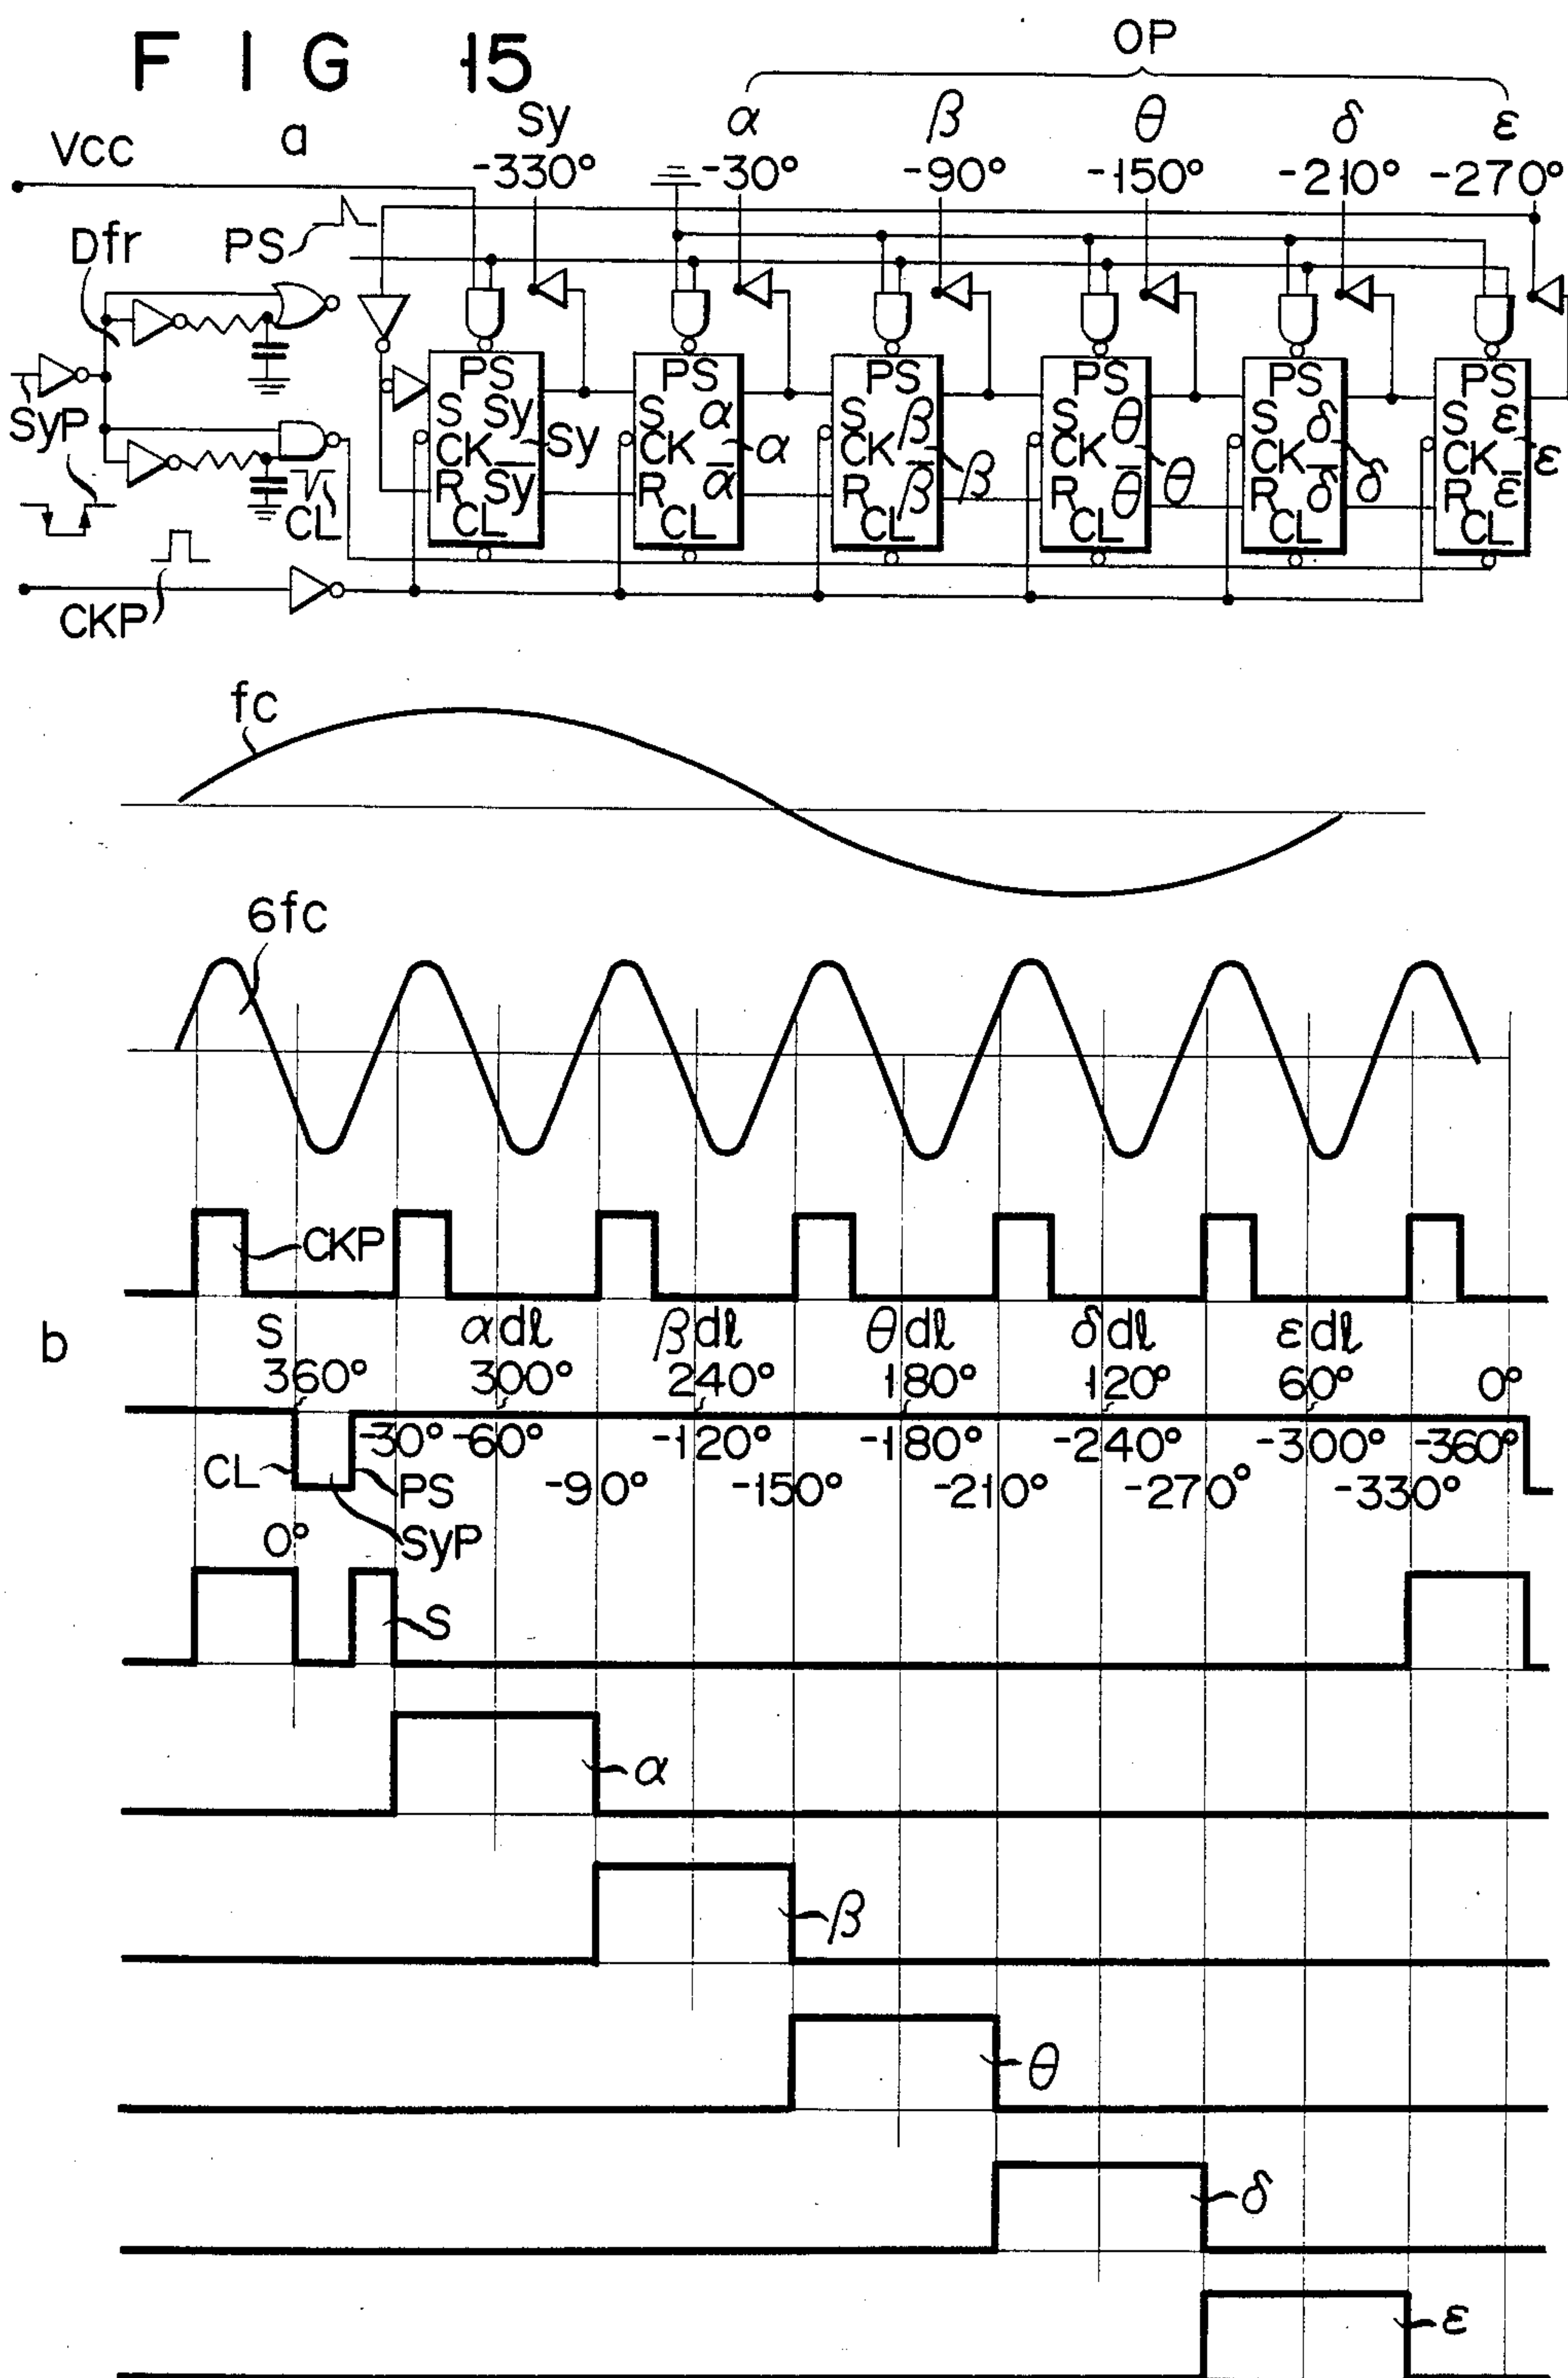 FIG 15
OP
a
Sy α β θ δ ε
Vcc
-330° -30° -90° -150° -210° -270°
Dfr PS
PS PS PS PS PS PS
S Sy S α S β S θ S δ S ε
SyP
CK Sy CK α CK β CK θ CK δ CK ε
R S̅y̅ R α̅ R β̅ R θ̅ R δ̅ R ε̅
CL
CL CL CL CL CL CL
CKP
fc
6fc
CKP
b
S αdl βdl θdl δdl εdl
360° 300° 240° 180° 120° 60° 0°
-30° -60° -120° -180° -240° -300° -360°
CL PS -90° -150° -210° -270° -330°
0° SyP
S
α
β
θ
δ
ε